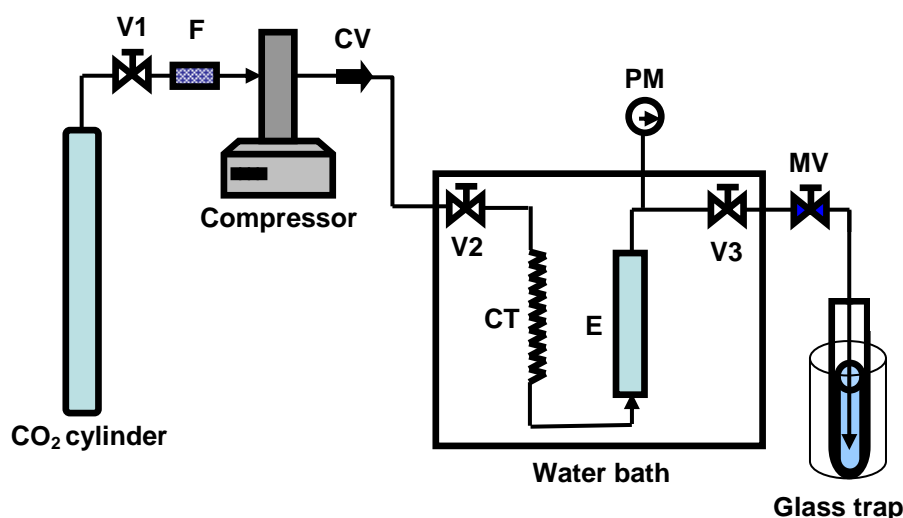 V1
F
CV
PM
MV
Compressor
V2
V3
CT
E
CO₂ cylinder
Water bath
Glass trap